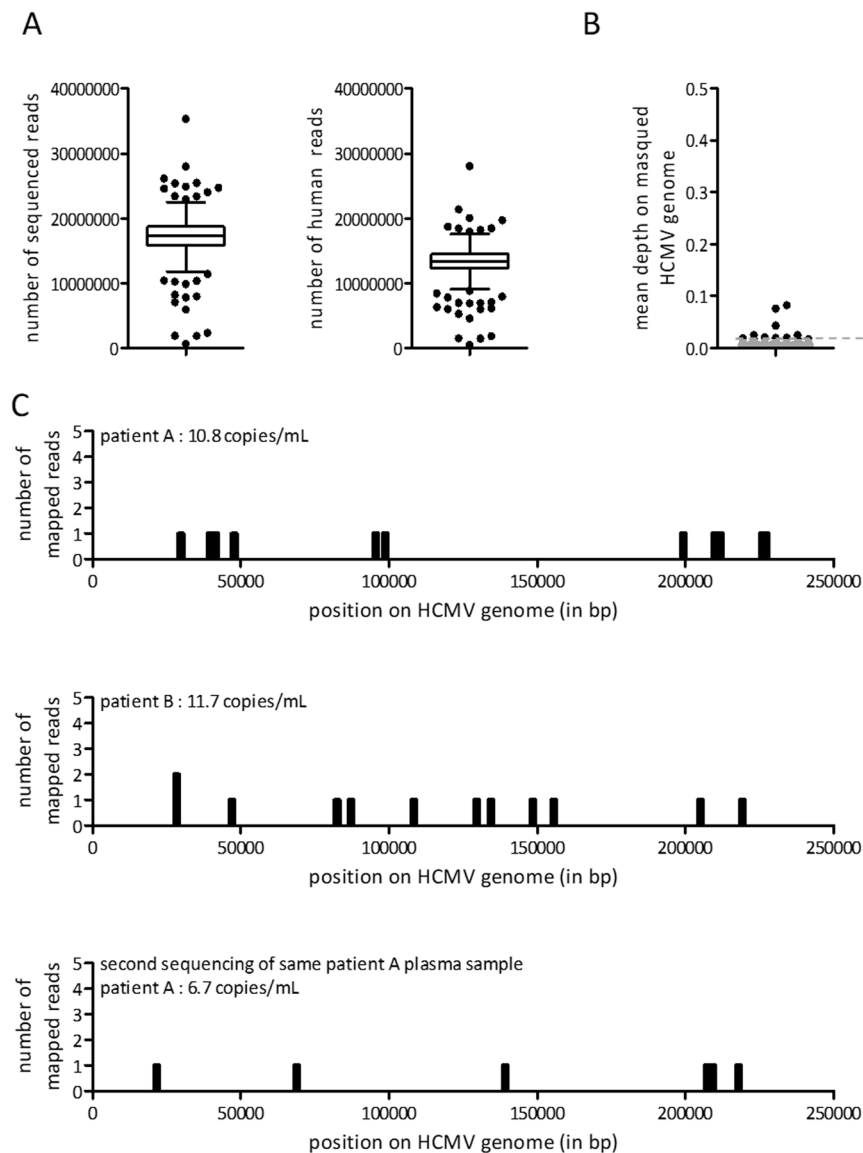 A
B
number of sequenced reads
40000000
30000000
20000000
10000000
0
number of human reads
40000000
30000000
20000000
10000000
0
mean depth on masqued
HCMV genome
0.5
0.4
0.3
0.2
0.1
0.0
C
patient A : 10.8 copies/mL
number of
mapped reads
5
4
3
2
1
0
0 50000 100000 150000 200000 250000
position on HCMV genome (in bp)
patient B : 11.7 copies/mL
number of
mapped reads
5
4
3
2
1
0
0 50000 100000 150000 200000 250000
position on HCMV genome (in bp)
second sequencing of same patient A plasma sample
patient A : 6.7 copies/mL
number of
mapped reads
5
4
3
2
1
0
0 50000 100000 150000 200000 250000
position on HCMV genome (in bp)